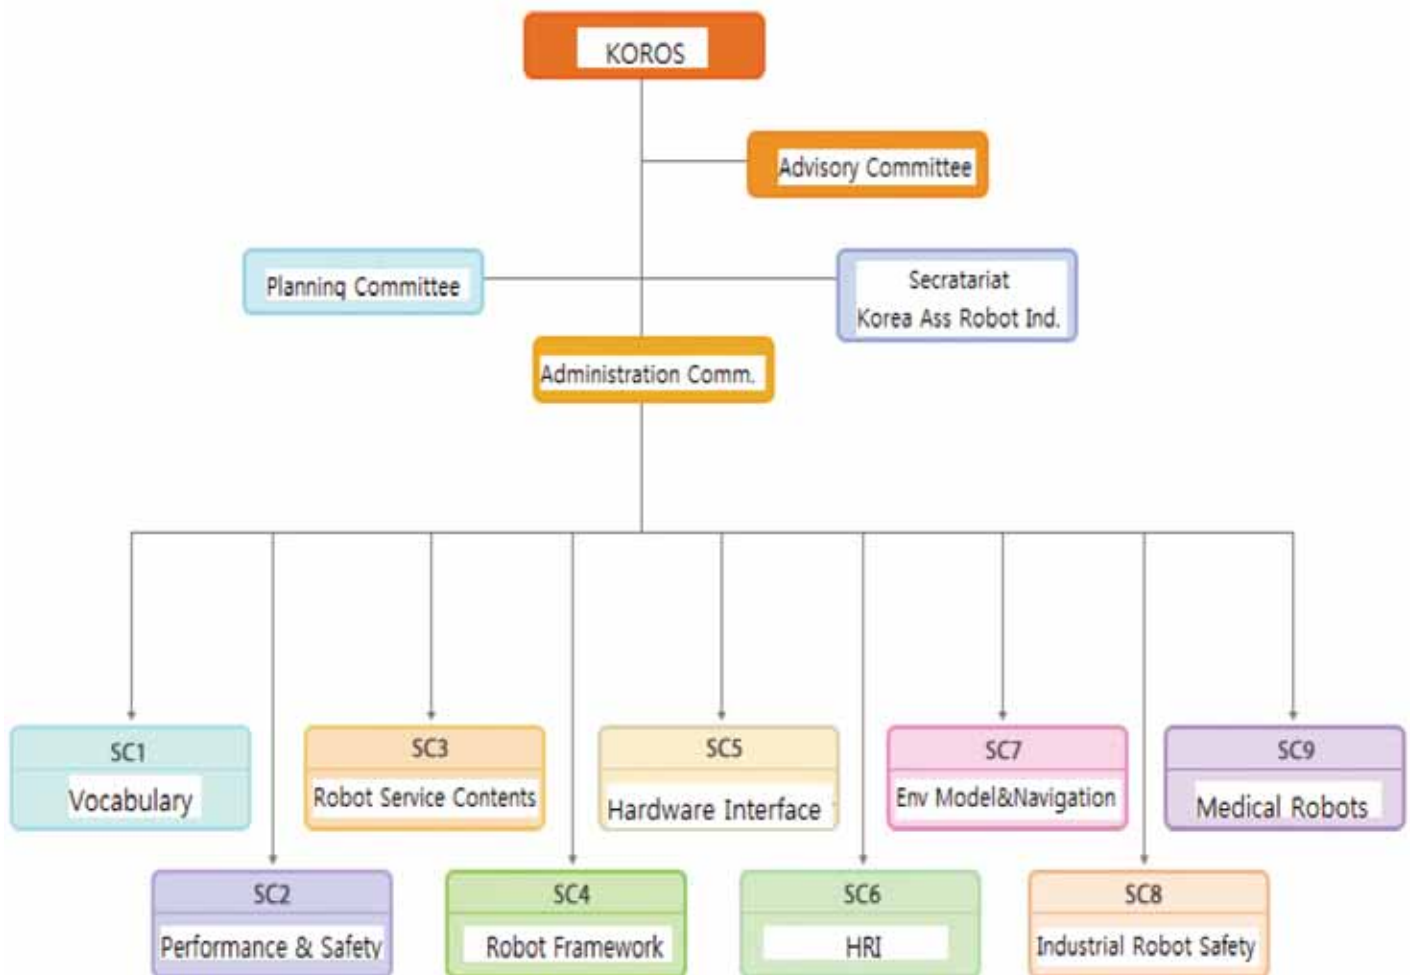 KOROS
Advisory Committee
Planning Committee
Secratariat
Korea Ass Robot Ind.
Administration Comm.
SC1
Vocabulary
SC3
Robot Service Contents
SC5
Hardware Interface
SC7
Env Model&Navigation
SC9
Medical Robots
SC2
Performance & Safety
SC4
Robot Framework
SC6
HRI
SC8
Industrial Robot Safety